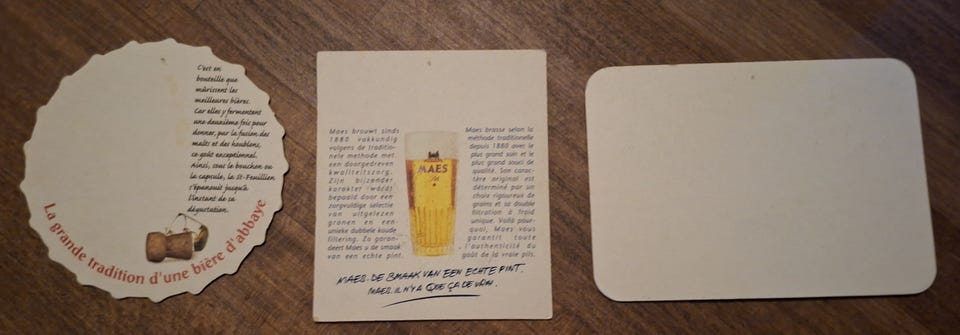 C'est en
bouteille que
mûrissent les
meilleures bières.
Car elles y fermentent
une deuxième fois pour
donner, par la fusion des
malts et des houblons,
ce goût exceptionnel.
Ainsi, sous le bouchon ou
la capsule, la St-Feuillien
s'épanouit jusqu'à
l'instant de sa
dégustation.
La grande tradition d'une bière d'abbaye
Maes brouwt sinds
1880 vakkundig
volgens de traditio-
nele methode met
een doorgedreven
kwaliteitszorg.
Zijn bijzonder
karakter wordt
bepaald door een
zorgvuldige selectie
van uitgelezen
granen en een
unieke dubbele koude
filtering. Zo garan-
deert Maes u de smaak
van een echte pint.
MAES
Maes brasse selon la
méthode traditionnelle
depuis 1880 avec le
plus grand soin et le
plus grand souci de
qualité. Son carac-
tère original est
déterminé par un
choix rigoureux de
grains et sa double
filtration à froid
unique. Voilà pour-
quoi, Maes vous
garantit toute
l'authenticité du
goût de la vraie pils.
MAES. DE SMAAK VAN EEN ECHTE PINT.
MAES. IL N'Y A QUE ÇA DE VRAI.